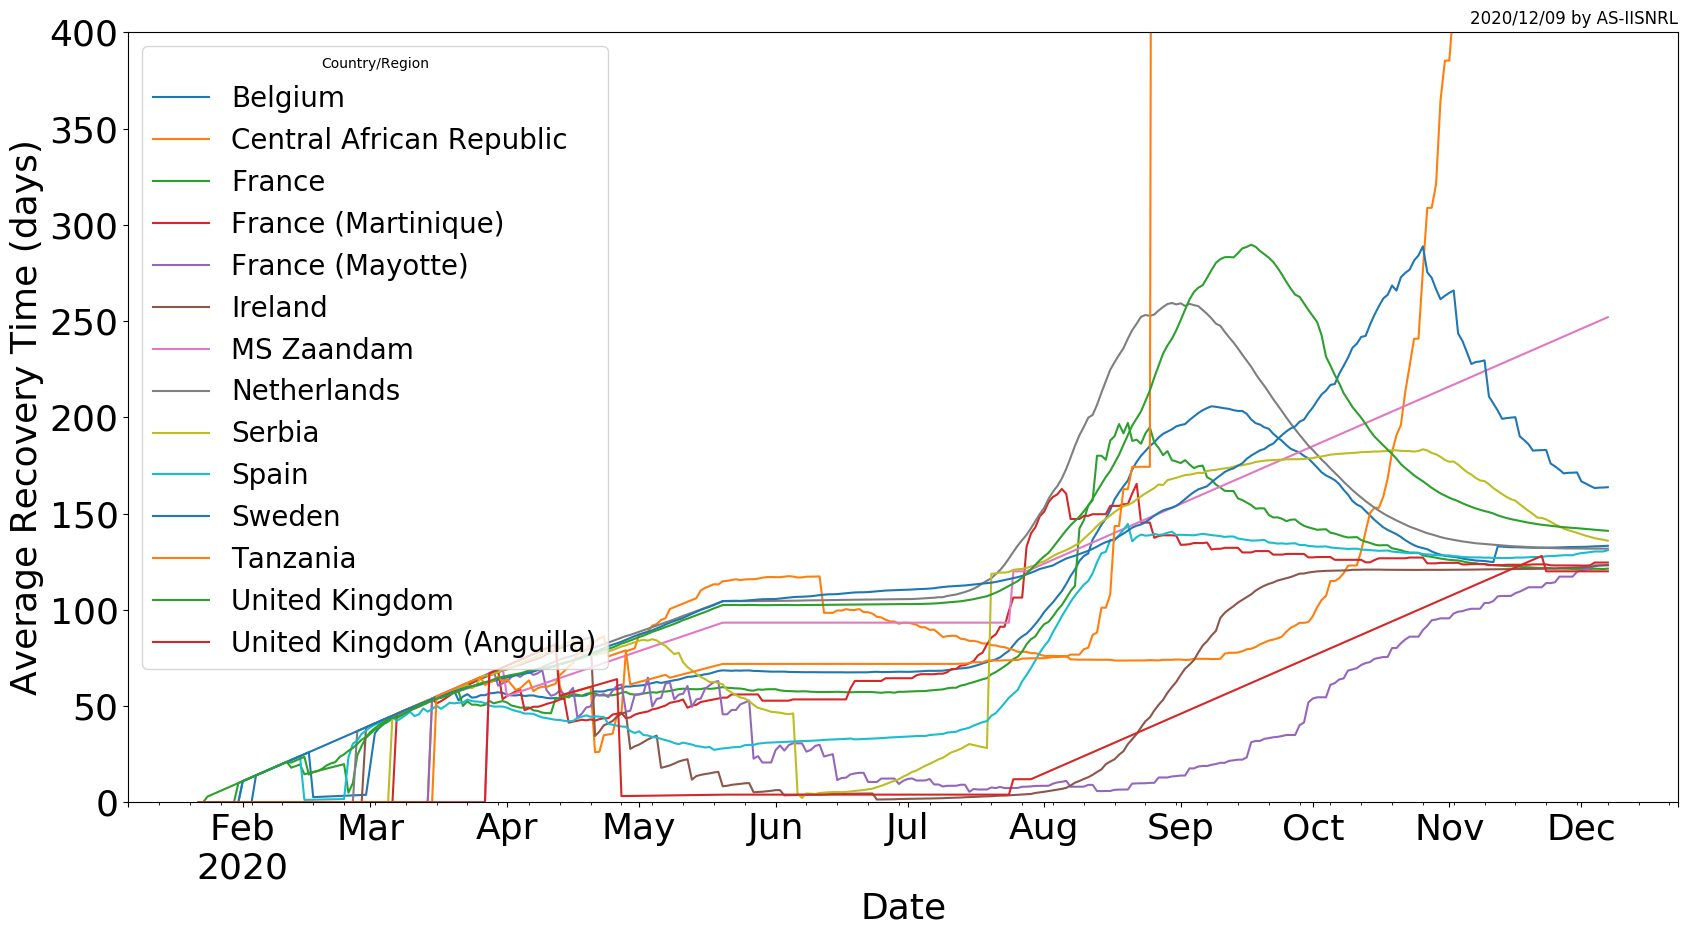 2020/12/09 by AS-IISNRL
Average Recovery Time (days)
400
350
300
250
200
150
100
50
0
Country/Region
Belgium
Central African Republic
France
France (Martinique)
France (Mayotte)
Ireland
MS Zaandam
Netherlands
Serbia
Spain
Sweden
Tanzania
United Kingdom
United Kingdom (Anguilla)
Feb Mar Apr May Jun Jul Aug Sep Oct Nov Dec
2020
Date